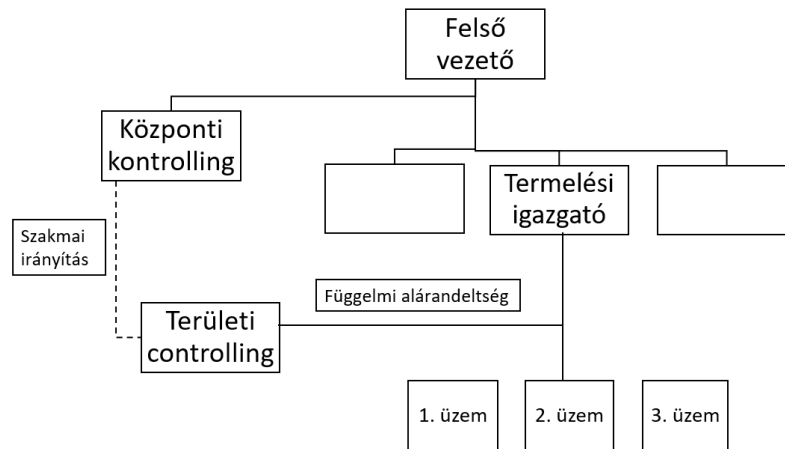 Felső
vezető
Központi
kontrolling
Termelési
igazgató
Szakmai
irányítás
Függelmi alárandeltség
Területi
controlling
1. üzem
2. üzem
3. üzem